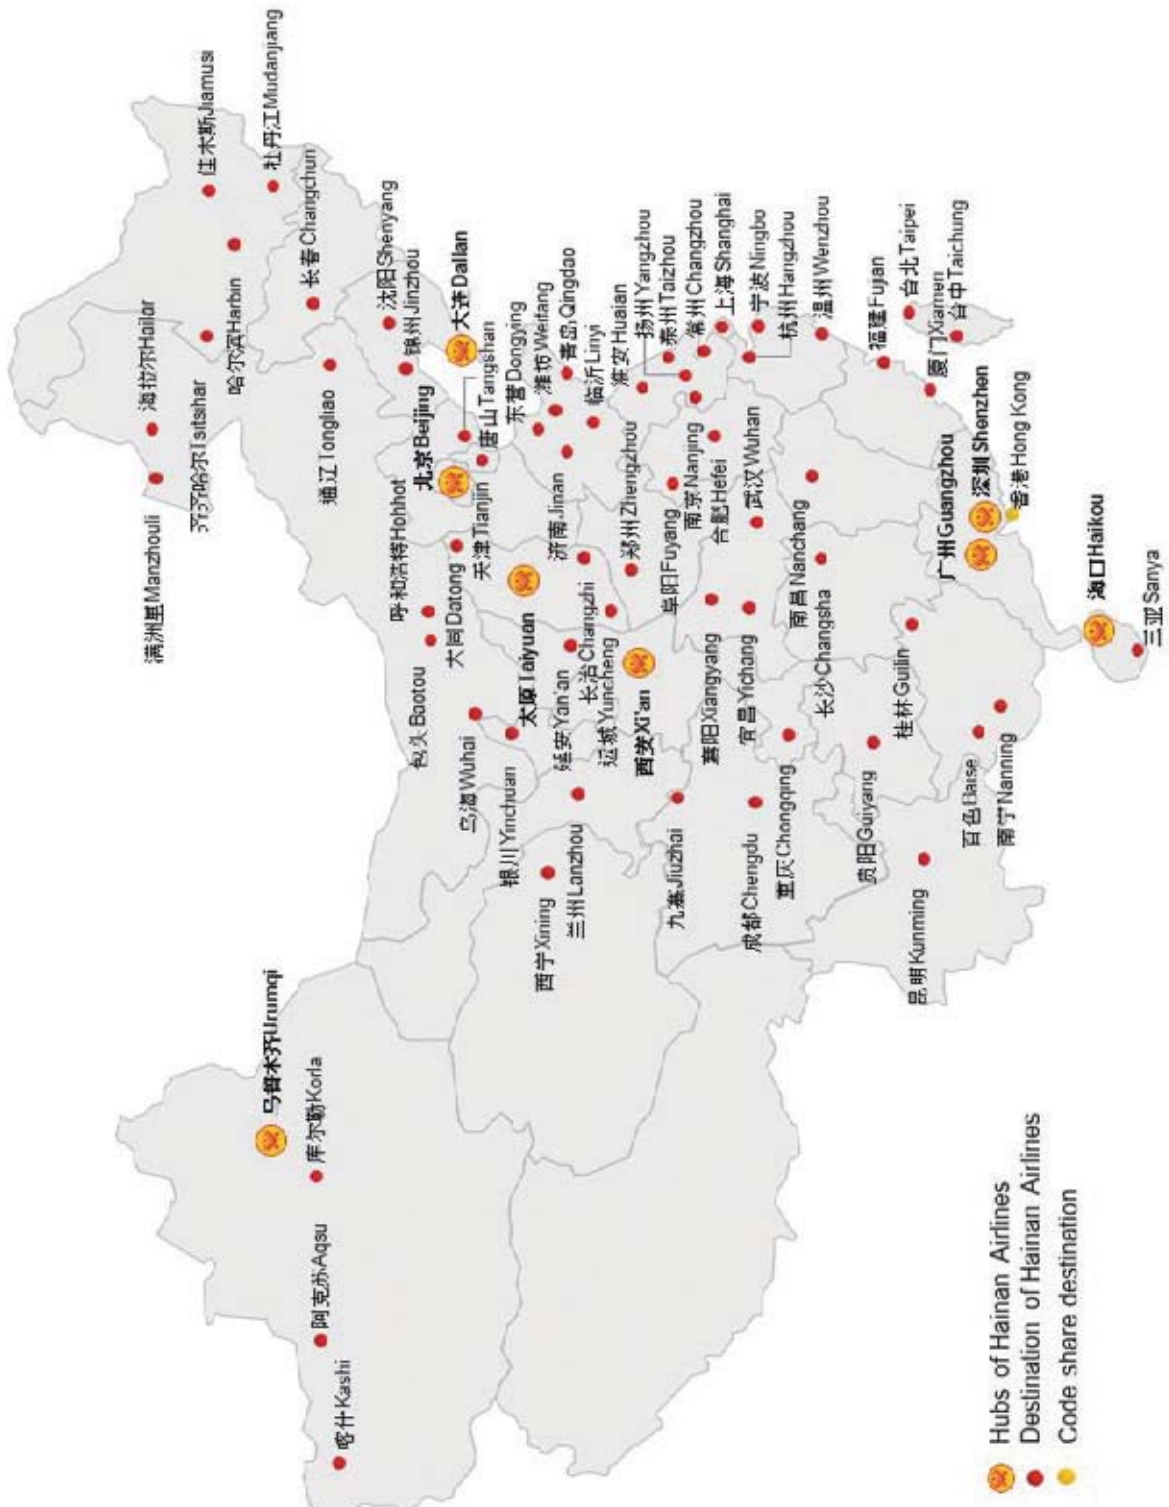 佳木斯Jiamusi
牡丹江Mudanjiang
海拉尔Hailar
满洲里Manzhouli
齐齐哈尔Tsitsihar
哈尔滨Harbin
长春Changchun
通辽Tongliao
沈阳Shenyang
锦州Jinzhou
大连Dalian
北京Beijing
唐山Tangshan
天津Tianjin
呼和浩特Hohhot
包头Baotou
大同Datong
乌海Wuhai
银川Yinchuan
太原Taiyuan
东营Dongying
潍坊Weifang
青岛Qingdao
济南Jinan
临沂Linyi
淮安Huaian
扬州Yangzhou
泰州Taizhou
常州Changzhou
上海Shanghai
宁波Ningbo
杭州Hangzhou
温州Wenzhou
南京Nanjing
合肥Hefei
阜阳Fuyang
郑州Zhengzhou
长治Changzhi
运城Yuncheng
延安Yan'an
西安Xi'an
西宁Xining
兰州Lanzhou
九寨Jiuzhai
成都Chengdu
重庆Chongqing
襄阳Xiangyang
宜昌Yichang
武汉Wuhan
南昌Nanchang
长沙Changsha
福建Fujian
厦门Xiamen
台北Taipei
台中Taichung
贵阳Guiyang
桂林Guilin
昆明Kunming
百色Baise
南宁Nanning
广州Guangzhou
深圳Shenzhen
香港Hong Kong
海口Haikou
三亚Sanya
乌鲁木齐Urumqi
库尔勒Korla
阿克苏Aqsu
喀什Kashi
Hubs of Hainan Airlines
Destination of Hainan Airlines
Code share destination